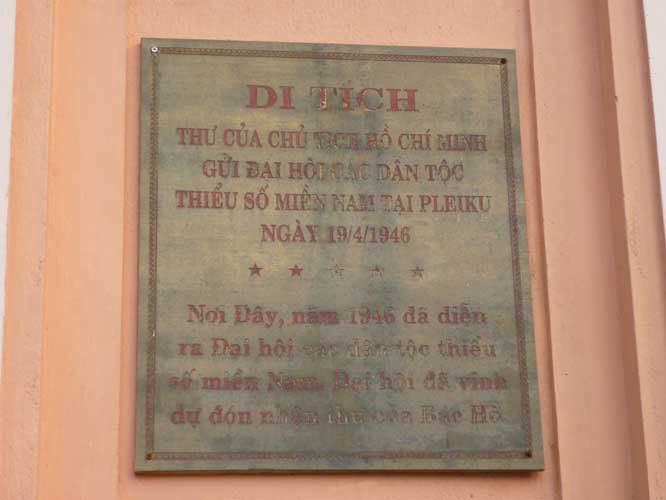 DI TÍCH
THƯ CỦA CHỦ TỊCH HỒ CHÍ MINH
GỬI ĐẠI HỘI CÁC DÂN TỘC
THIỂU SỐ MIỀN NAM TẠI PLEIKU
NGÀY 19/4/1946
Nơi Đây, năm 1946 đã diễn
ra Đại hội các dân tộc thiểu
số miền Nam. Đại hội đã vinh
dự đón nhận thư của Bác Hồ